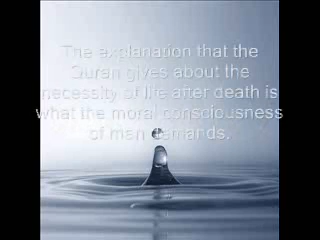 The explanation that the
Quran gives about the
necessity of life after death is
what the moral consciousness
of man demands.